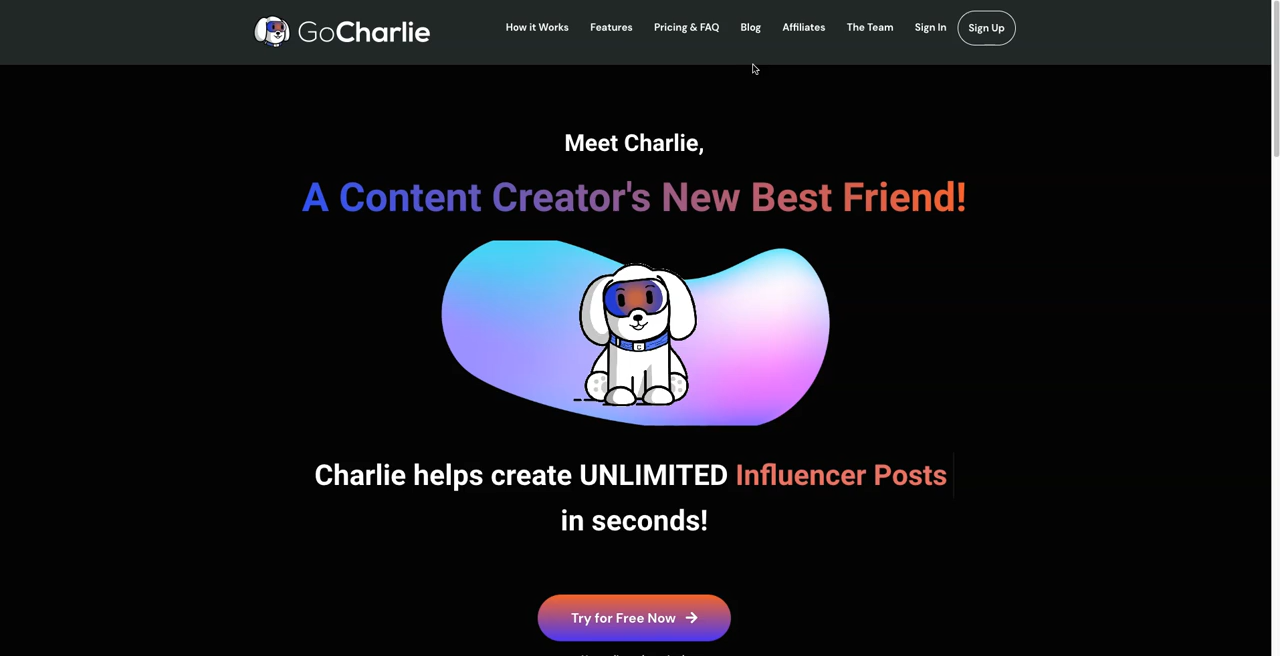 GoCharlie
How it Works Features Pricing & FAQ Blog Affiliates The Team Sign In Sign Up
Meet Charlie,
A Content Creator's New Best Friend!
C
Charlie helps create UNLIMITED Influencer Posts
in seconds!
Try for Free Now →